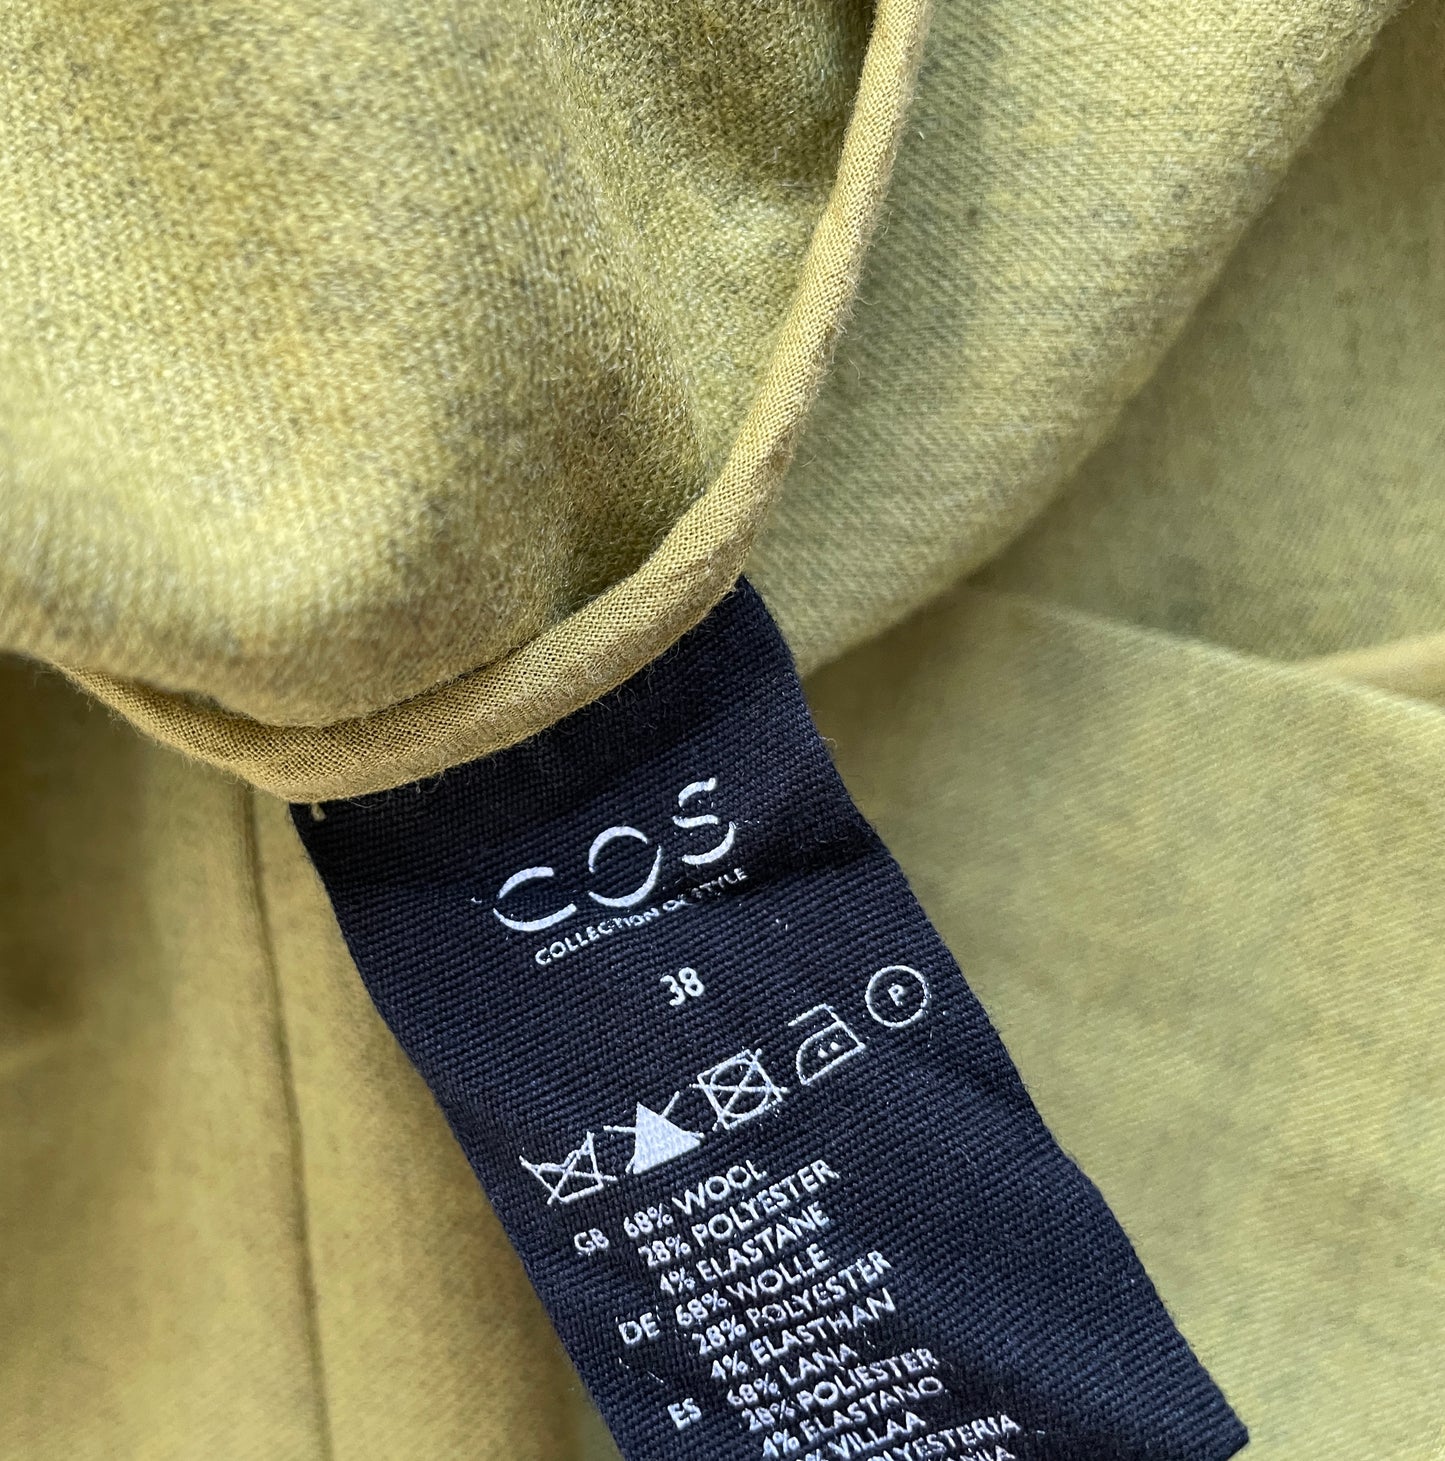 COS
COLLECTION OF STYLE
38
P
GB 68% WOOL
28% POLYESTER
4% ELASTANE
DE 68% WOLLE
28% POLYESTER
4% ELASTHAN
ES 68% LANA
28% POLIESTER
4% ELASTANO
% VILLAA